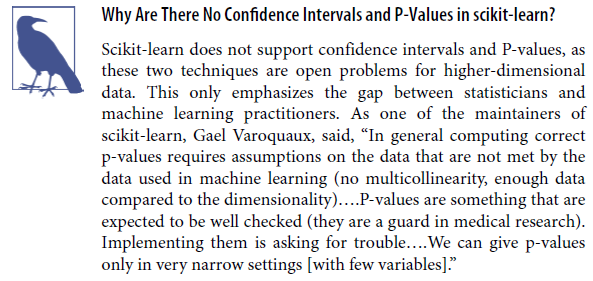 Why Are There No Confidence Intervals and P-Values in scikit-learn?
Scikit-learn does not support confidence intervals and P-values, as
these two techniques are open problems for higher-dimensional
data. This only emphasizes the gap between statisticians and
machine learning practitioners. As one of the maintainers of
scikit-learn, Gael Varoquaux, said, “In general computing correct
p-values requires assumptions on the data that are not met by the
data used in machine learning (no multicollinearity, enough data
compared to the dimensionality)….P-values are something that are
expected to be well checked (they are a guard in medical research).
Implementing them is asking for trouble….We can give p-values
only in very narrow settings [with few variables].”